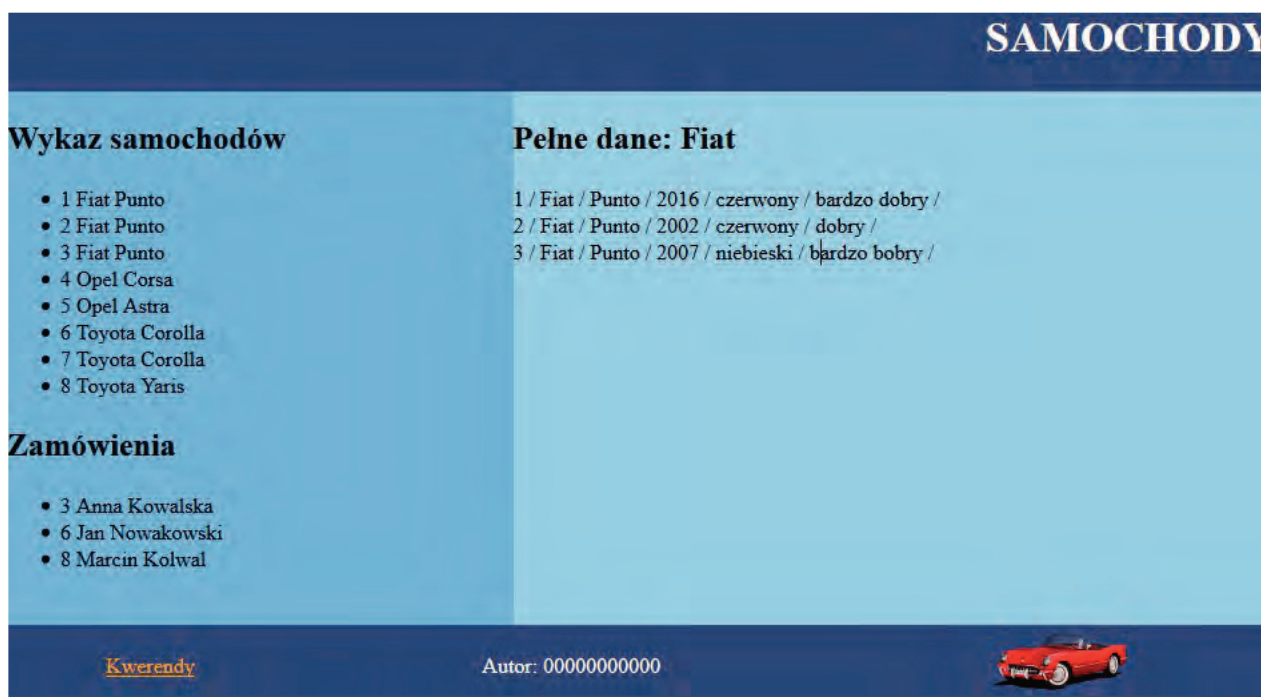 SAMOCHODY
Wykaz samochodów
• 1 Fiat Punto
• 2 Fiat Punto
• 3 Fiat Punto
• 4 Opel Corsa
• 5 Opel Astra
• 6 Toyota Corolla
• 7 Toyota Corolla
• 8 Toyota Yaris
Zamówienia
• 3 Anna Kowalska
• 6 Jan Nowakowski
• 8 Marcin Kolwal
Pełne dane: Fiat
1 / Fiat / Punto / 2016 / czerwony / bardzo dobry /
2 / Fiat / Punto / 2002 / czerwony / dobry /
3 / Fiat / Punto / 2007 / niebieski / bardzo bobry /
Kwerendy
Autor: 00000000000